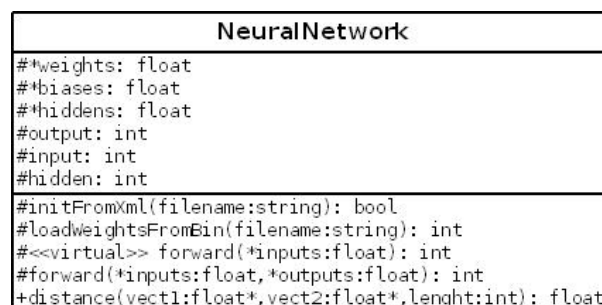 NeuralNetwork
#*weights: float
#*biases: float
#*hiddens: float
#output: int
#input: int
#hidden: int
#initFromXml(filename:string): bool
#loadWeightsFromBin(filename:string): int
#<<virtual>> forward(*inputs:float): int
#forward(*inputs:float,*outputs:float): int
+distance(vect1:float*,vect2:float*,lenght:int): float